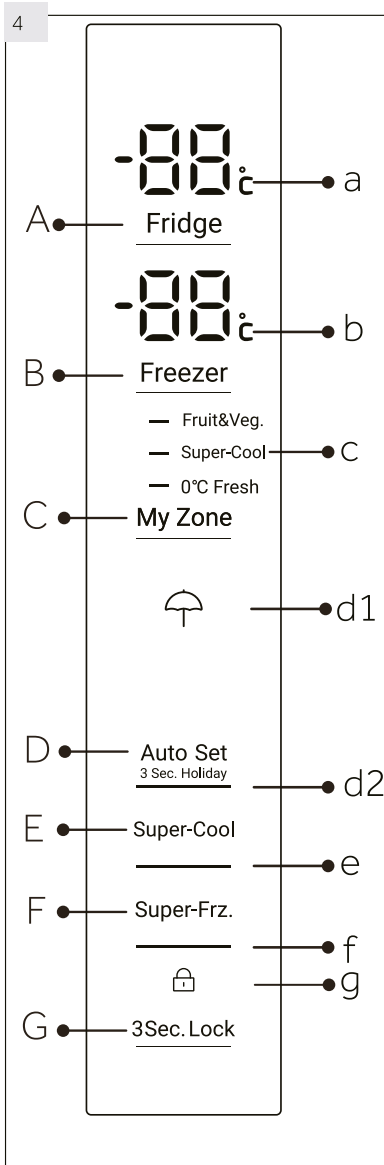 4
-88°c a
A Fridge
-88°c b
B Freezer
Fruit&Veg.
Super-Cool c
0°C Fresh
C My Zone
d1
D Auto Set
3 Sec. Holiday
d2
E Super-Cool
e
F Super-Frz.
f
g
G 3Sec. Lock